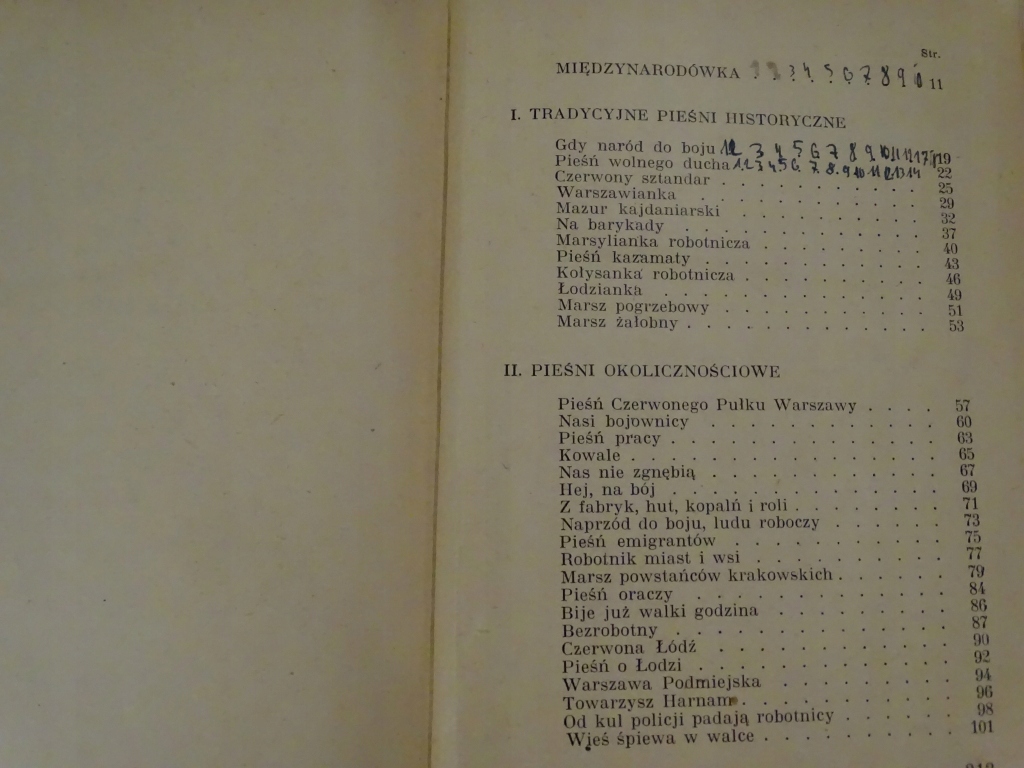 Str.
MIĘDZYNARODÓWKA 3 4 5 6 7 8 9 11
I. TRADYCYJNE PIEŚNI HISTORYCZNE
Gdy naród do boju 12 3 4 5 6 7 8 9 10 11 12 19
Pieśń wolnego ducha 1 2 3 4 5 6 7 8 9 10 11 12 13 14 22
Czerwony sztandar . . . . . . . . . . . 25
Warszawianka . . . . . . . . . . . 29
Mazur kajdaniarski . . . . . . . . . . 32
Na barykady . . . . . . . . . . . . 37
Marsylianka robotnicza . . . . . . . . . 40
Pieśń kazamaty . . . . . . . . . . . . 43
Kołysanka robotnicza . . . . . . . . . . 46
Łodzianka . . . . . . . . . . . . . 49
Marsz pogrzebowy . . . . . . . . . . . 51
Marsz żałobny . . . . . . . . . . . . . 53
II. PIEŚNI OKOLICZNOŚCIOWE
Pieśń Czerwonego Pułku Warszawy . . . . 57
Nasi bojownicy . . . . . . . . . . . . 60
Pieśń pracy . . . . . . . . . . . . . . 63
Kowale . . . . . . . . . . . . . . . . 65
Nas nie zgnębią . . . . . . . . . . . . 67
Hej, na bój . . . . . . . . . . . . . . 69
Z fabryk, hut, kopalń i roli . . . . . . . . 71
Naprzód do boju, ludu roboczy . . . . . . 73
Pieśń emigrantów . . . . . . . . . . . 75
Robotnik miast i wsi . . . . . . . . . . 77
Marsz powstańców krakowskich . . . . . . 79
Pieśń oraczy . . . . . . . . . . . . . 84
Bije już walki godzina . . . . . . . . . 86
Bezrobotny . . . . . . . . . . . . . . 87
Czerwona Łódź . . . . . . . . . . . . 90
Pieśń o Łodzi . . . . . . . . . . . . . 92
Warszawa Podmiejska . . . . . . . . . 94
Towarzysz Harnam . . . . . . . . . . . 96
Od kul policji padają robotnicy . . . . . . 98
Wieś śpiewa w walce . . . . . . . . . . 101